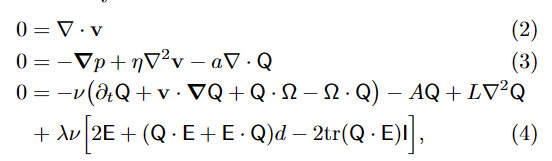 0 = ∇ · v (2)
0 = −∇p + η∇²v − a∇ · Q (3)
0 = −ν(∂ₜQ + v · ∇Q + Q · Ω − Ω · Q) − AQ + L∇²Q
+ λν[2E + (Q · E + E · Q)d − 2tr(Q · E)I], (4)